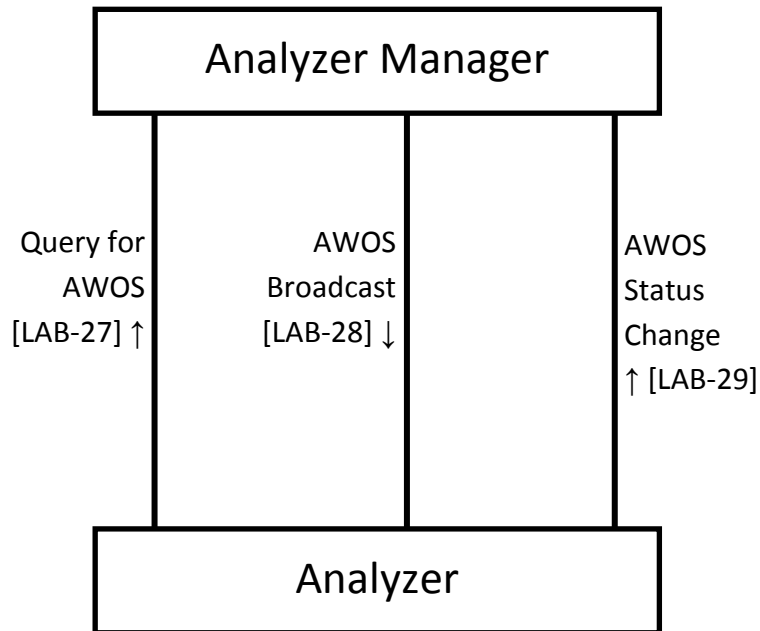 Analyzer Manager
Query for
AWOS
[LAB-27] ↑
AWOS
Broadcast
[LAB-28] ↓
AWOS
Status
Change
↑ [LAB-29]
Analyzer